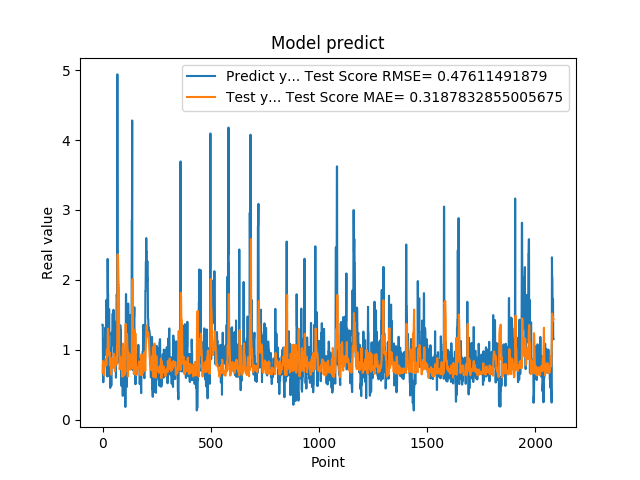 Model predict
Predict y... Test Score RMSE= 0.47611491879
Test y... Test Score MAE= 0.3187832855005675
5
4
3
2
1
0
Real value
0 500 1000 1500 2000
Point